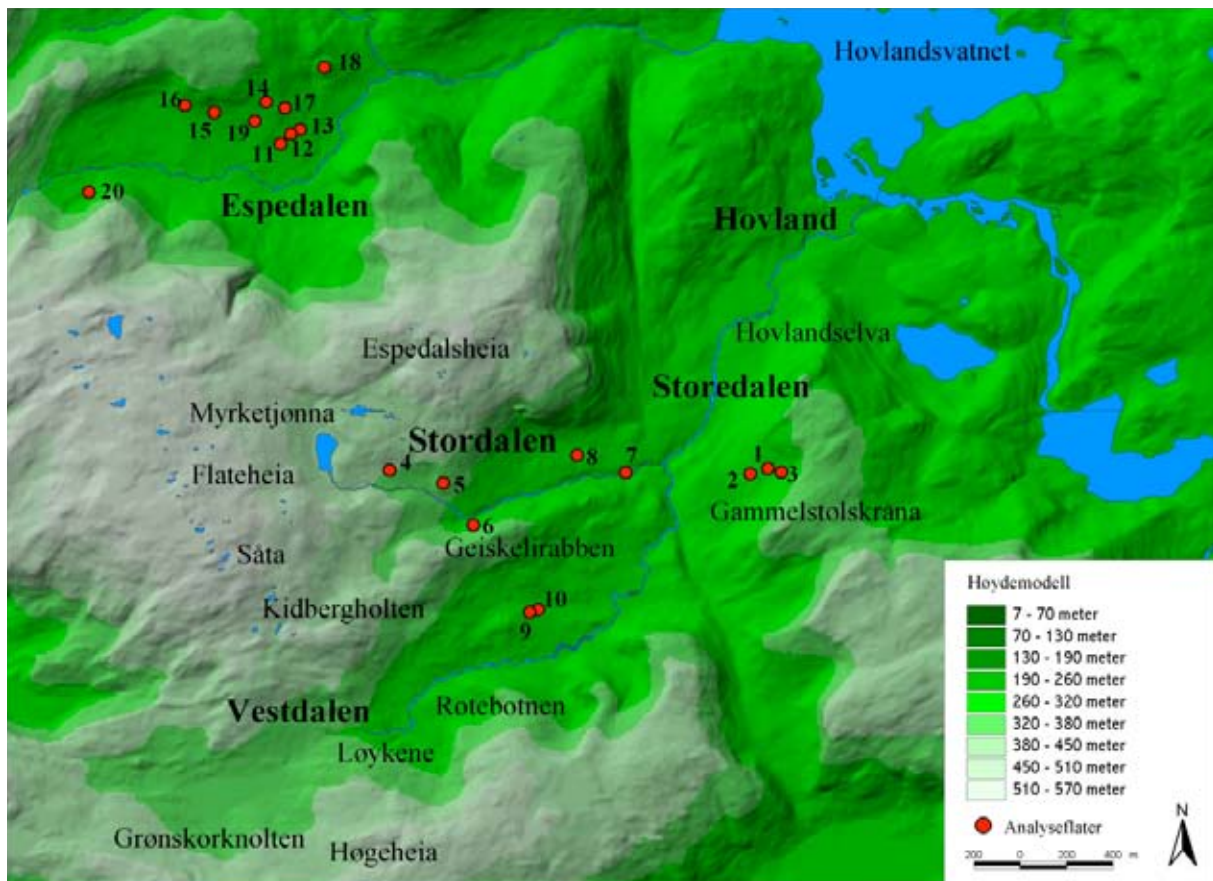 Hovlandsvatnet
18
14
17
16
13
15
19
12
11
20
Espedalen
Hovland
Hovlandselva
Espedalsheia
Storedalen
Myrketjønna
Stordalen
8
7
1
4
Flateheia
5
2
3
Gammelstolskråna
6
Geiskelirabben
Såta
Kidbergholten
10
9
Vestdalen
Rotebotnen
Løykene
Grønskorknolten
Høgeheia
Høydemodell
7 - 70 meter
70 - 130 meter
130 - 190 meter
190 - 260 meter
260 - 320 meter
320 - 380 meter
380 - 450 meter
450 - 510 meter
510 - 570 meter
Analyseflater
N
200 0 200 400 m